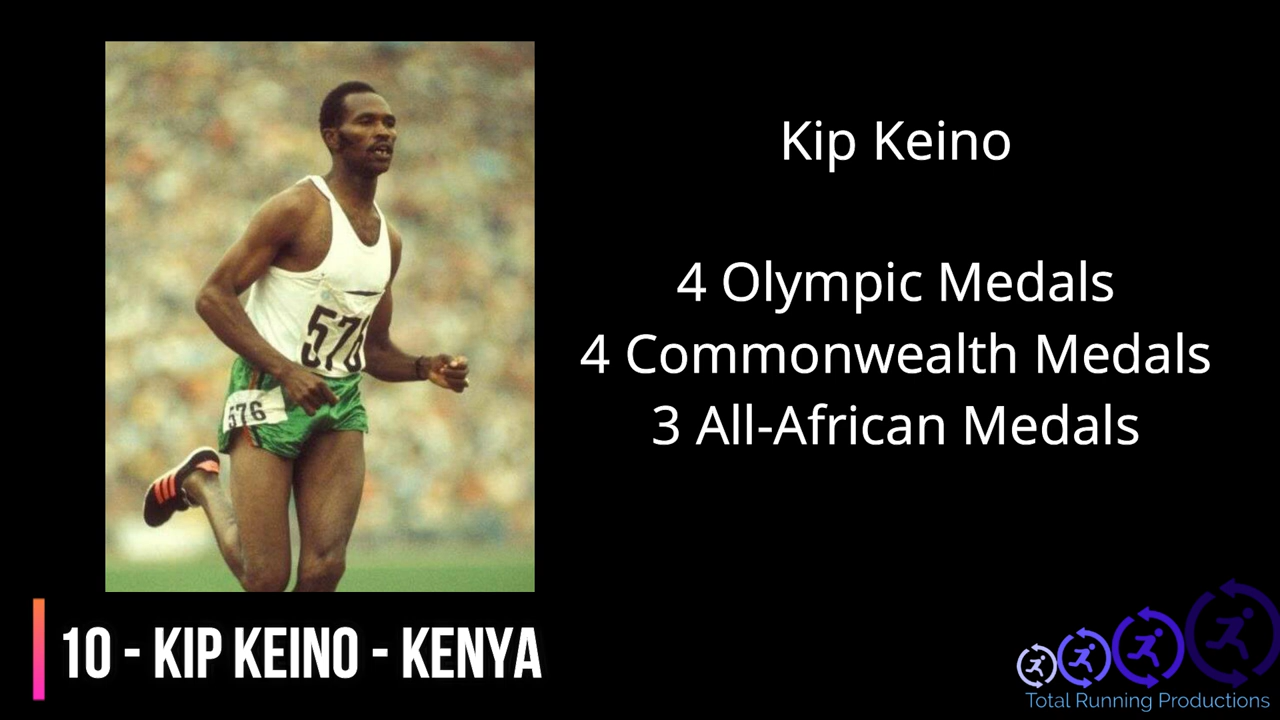 Kip Keino
4 Olympic Medals
4 Commonwealth Medals
3 All-African Medals
576
576
10 - KIP KEINO - KENYA
Total Running Productions